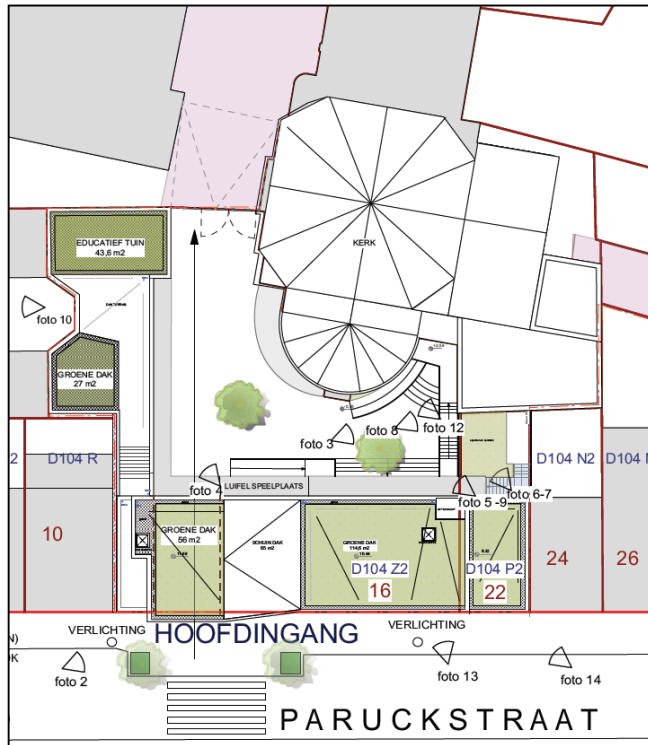 KERK
EDUCATIEF TUIN
43,6 m2
foto 10
GROENE DAK
27 m2
foto 3
foto 8
foto 12
D104 R
D104 N2
foto 4
LUIFEL SPEELPLAATS
foto 5 -9
foto 6-7
10
GROENE DAK
56 m2
SCHUIN DAK
65 m2
GROENE DAK
114,6 m2
D104 Z2
16
D104 P2
22
24
26
VERLICHTING
HOOFDINGANG
VERLICHTING
foto 2
foto 13
foto 14
PARUCKSTRAAT